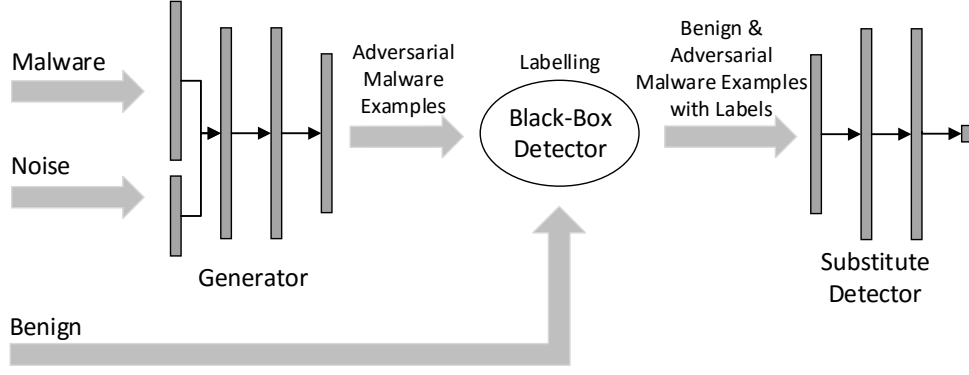 Malware
Noise
Generator
Benign
Adversarial
Malware
Examples
Labelling
Black-Box
Detector
Benign &
Adversarial
Malware Examples
with Labels
Substitute
Detector